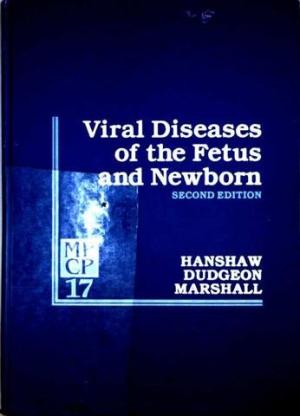 Viral Diseases
of the Fetus
and Newborn
SECOND EDITION
MP
CP
17
HANSHAW
DUDGEON
MARSHALL